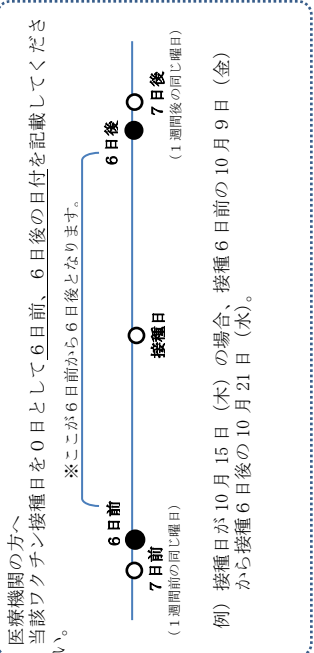 医療機関の方へ
当該ワクチン接種日を0日として6日前、6日後の日付を記載してくださ
い。
※ここが6日前から6日後となります。
6日前
6日後
7日前
接種日
7日後
(1週間前の同じ曜日)
(1週間後の同じ曜日)
例)接種日が10月15日(木)の場合、接種6日前の10月9日(金)
から接種6日後の10月21日(水)。